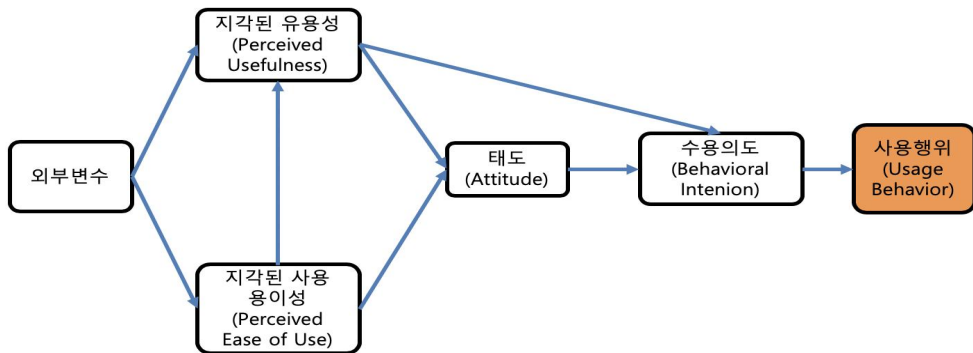 지각된 유용성
(Perceived
Usefulness)
외부변수
태도
(Attitude)
수용의도
(Behavioral
Intenion)
사용행위
(Usage
Behavior)
지각된 사용
용이성
(Perceived
Ease of Use)